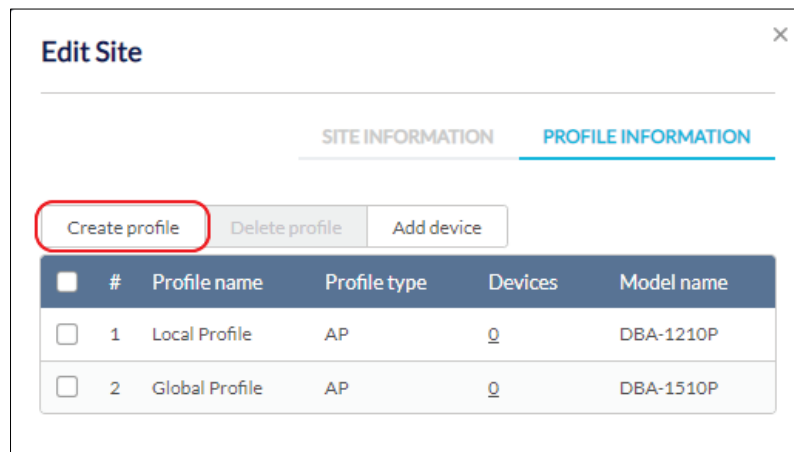 Edit Site
SITE INFORMATION PROFILE INFORMATION
Create profile Delete profile Add device
# Profile name Profile type Devices Model name
1 Local Profile AP 0 DBA-1210P
2 Global Profile AP 0 DBA-1510P